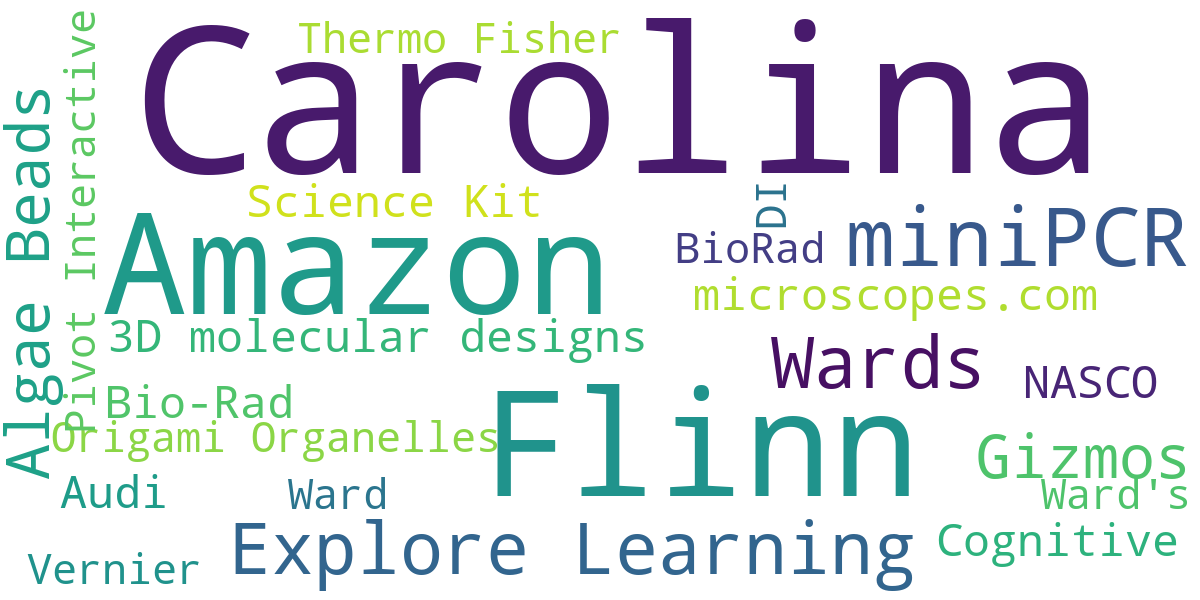 Carolina
Thermo Fisher
Pivot Interactive
Algae Beads
Science Kit
DI
Amazon
BioRad
miniPCR
microscopes.com
3D molecular designs
Wards
NASCO
Bio-Rad
Flinn
Origami Organelles
Gizmos
Audi
Ward
Ward's
Explore Learning
Cognitive
Vernier